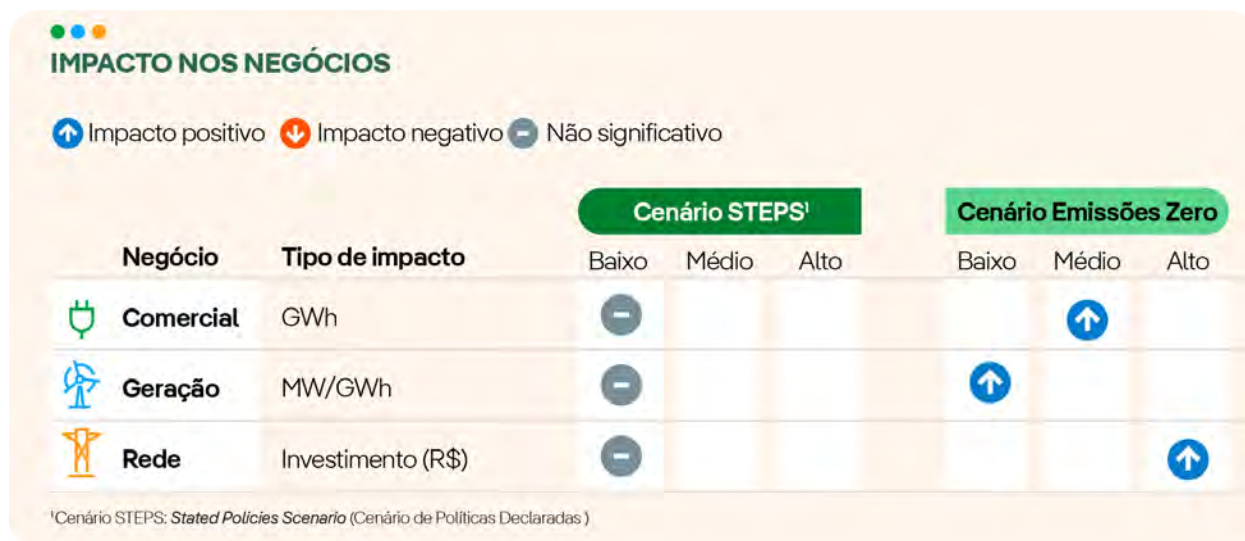 IMPACTO NOS NEGÓCIOS
Impacto positivo Impacto negativo Não significativo
Cenário STEPS¹ Cenário Emissões Zero
Negócio Tipo de impacto Baixo Médio Alto Baixo Médio Alto
Comercial GWh
Geração MW/GWh
Rede Investimento (R$)
¹Cenário STEPS: Stated Policies Scenario (Cenário de Políticas Declaradas )